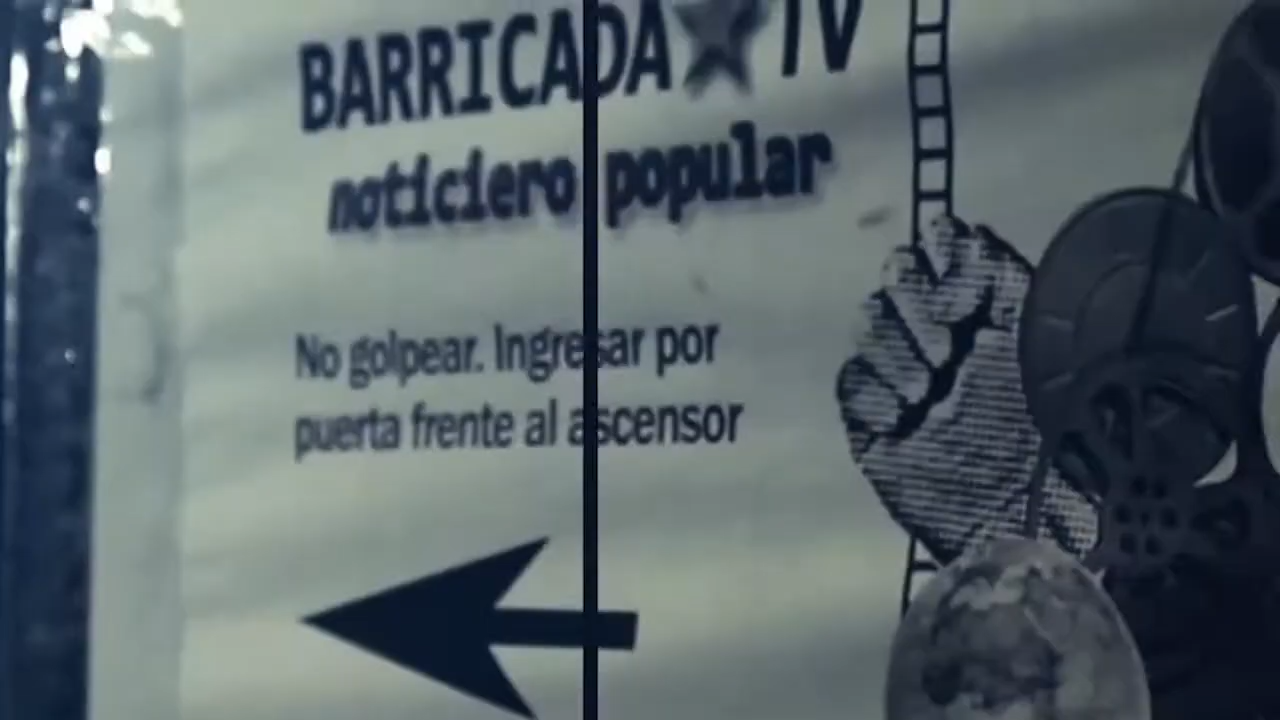 BARRICADA TV
noticiero popular
No golpear. Ingresar por
puerta frente al ascensor